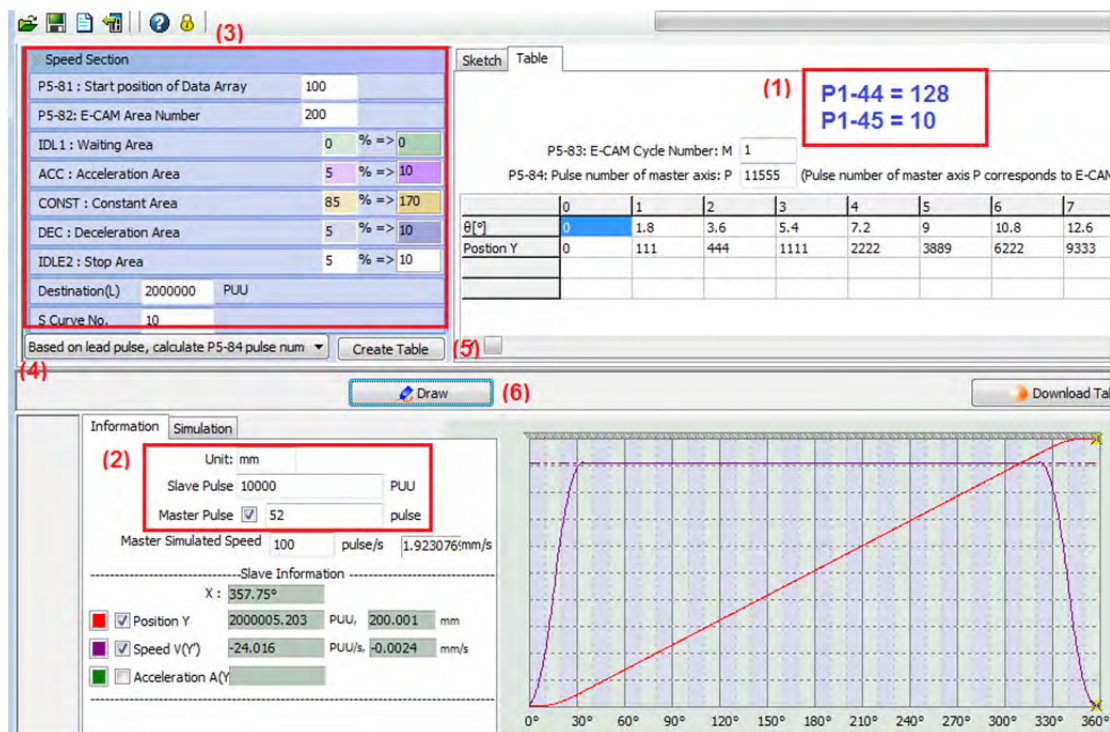 (3)
Speed Section
P5-81 : Start position of Data Array 100
P5-82: E-CAM Area Number 200
IDL1 : Waiting Area 0 % => 0
ACC : Acceleration Area 5 % => 10
CONST : Constant Area 85 % => 170
DEC : Deceleration Area 5 % => 10
IDLE2 : Stop Area 5 % => 10
Destination(L) 2000000 PUU
S Curve No. 10
Based on lead pulse, calculate P5-84 pulse num Create Table (5)
(4)
Sketch Table
(1) P1-44 = 128
P1-45 = 10
P5-83: E-CAM Cycle Number: M 1
P5-84: Pulse number of master axis: P 11555 (Pulse number of master axis P corresponds to E-CAM
0 1 2 3 4 5 6 7
θ[°] 0 1.8 3.6 5.4 7.2 9 10.8 12.6
Postion Y 0 111 444 1111 2222 3889 6222 9333
Draw (6) Download Tab
Information Simulation
(2) Unit: mm
Slave Pulse 10000 PUU
Master Pulse 52 pulse
Master Simulated Speed 100 pulse/s 1.9230769mm/s
Slave Information
X : 357.75°
Position Y 2000005.203 PUU, 200.001 mm
Speed V(Y') -24.016 PUU/s, -0.0024 mm/s
Acceleration A(Y
0° 30° 60° 90° 120° 150° 180° 210° 240° 270° 300° 330° 360°